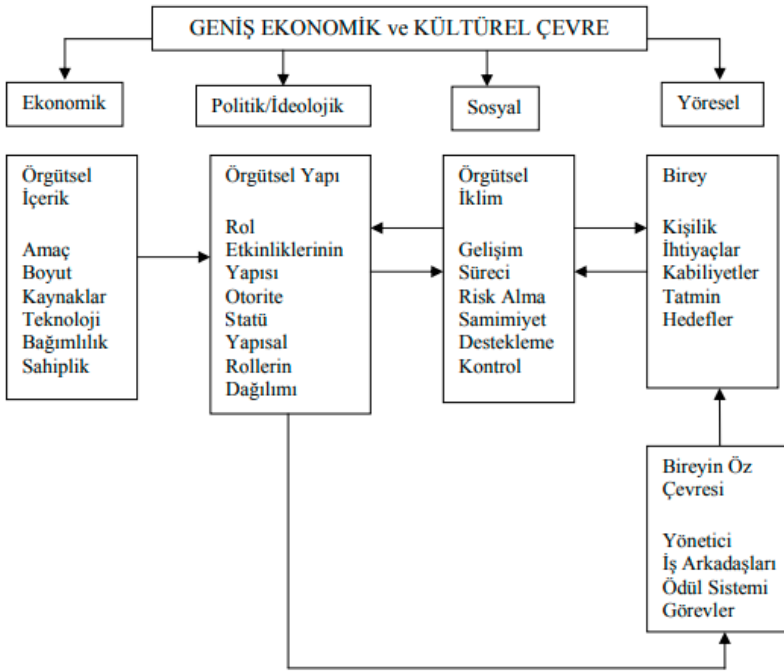 GENİŞ EKONOMİK ve KÜLTÜREL ÇEVRE
Ekonomik
Politik/İdeolojik
Sosyal
Yöresel
Örgütsel
İçerik
Amaç
Boyut
Kaynaklar
Teknoloji
Bağımlılık
Sahiplik
Örgütsel Yapı
Rol
Etkinliklerinin
Yapısı
Otorite
Statü
Yapısal
Rollerin
Dağılımı
Örgütsel
İklim
Gelişim
Süreci
Risk Alma
Samimiyet
Destekleme
Kontrol
Birey
Kişilik
İhtiyaçlar
Kabiliyetler
Tatmin
Hedefler
Bireyin Öz
Çevresi
Yönetici
İş Arkadaşları
Ödül Sistemi
Görevler